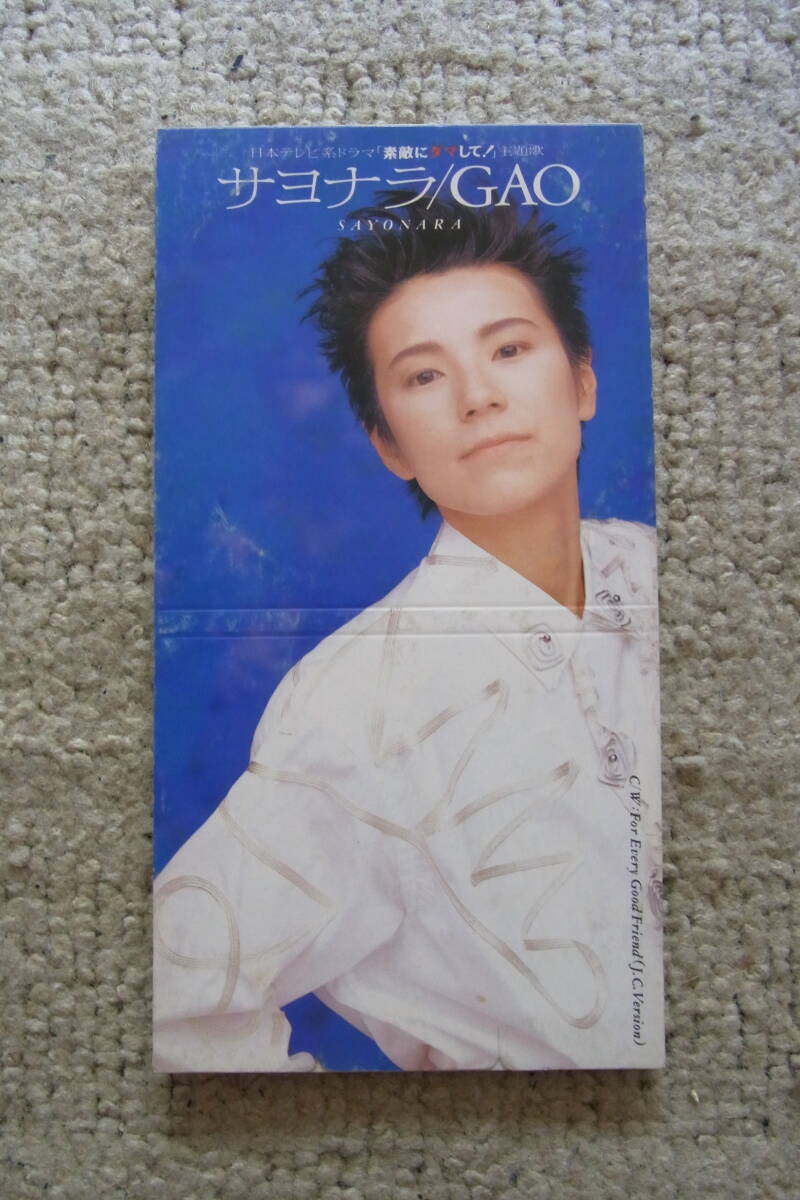 日本テレビ系ドラマ「素敵にダマして!」主題歌
サヨナラ/GAO
SAYONARA
C/W:For Every Good Friend(J.C.Version)